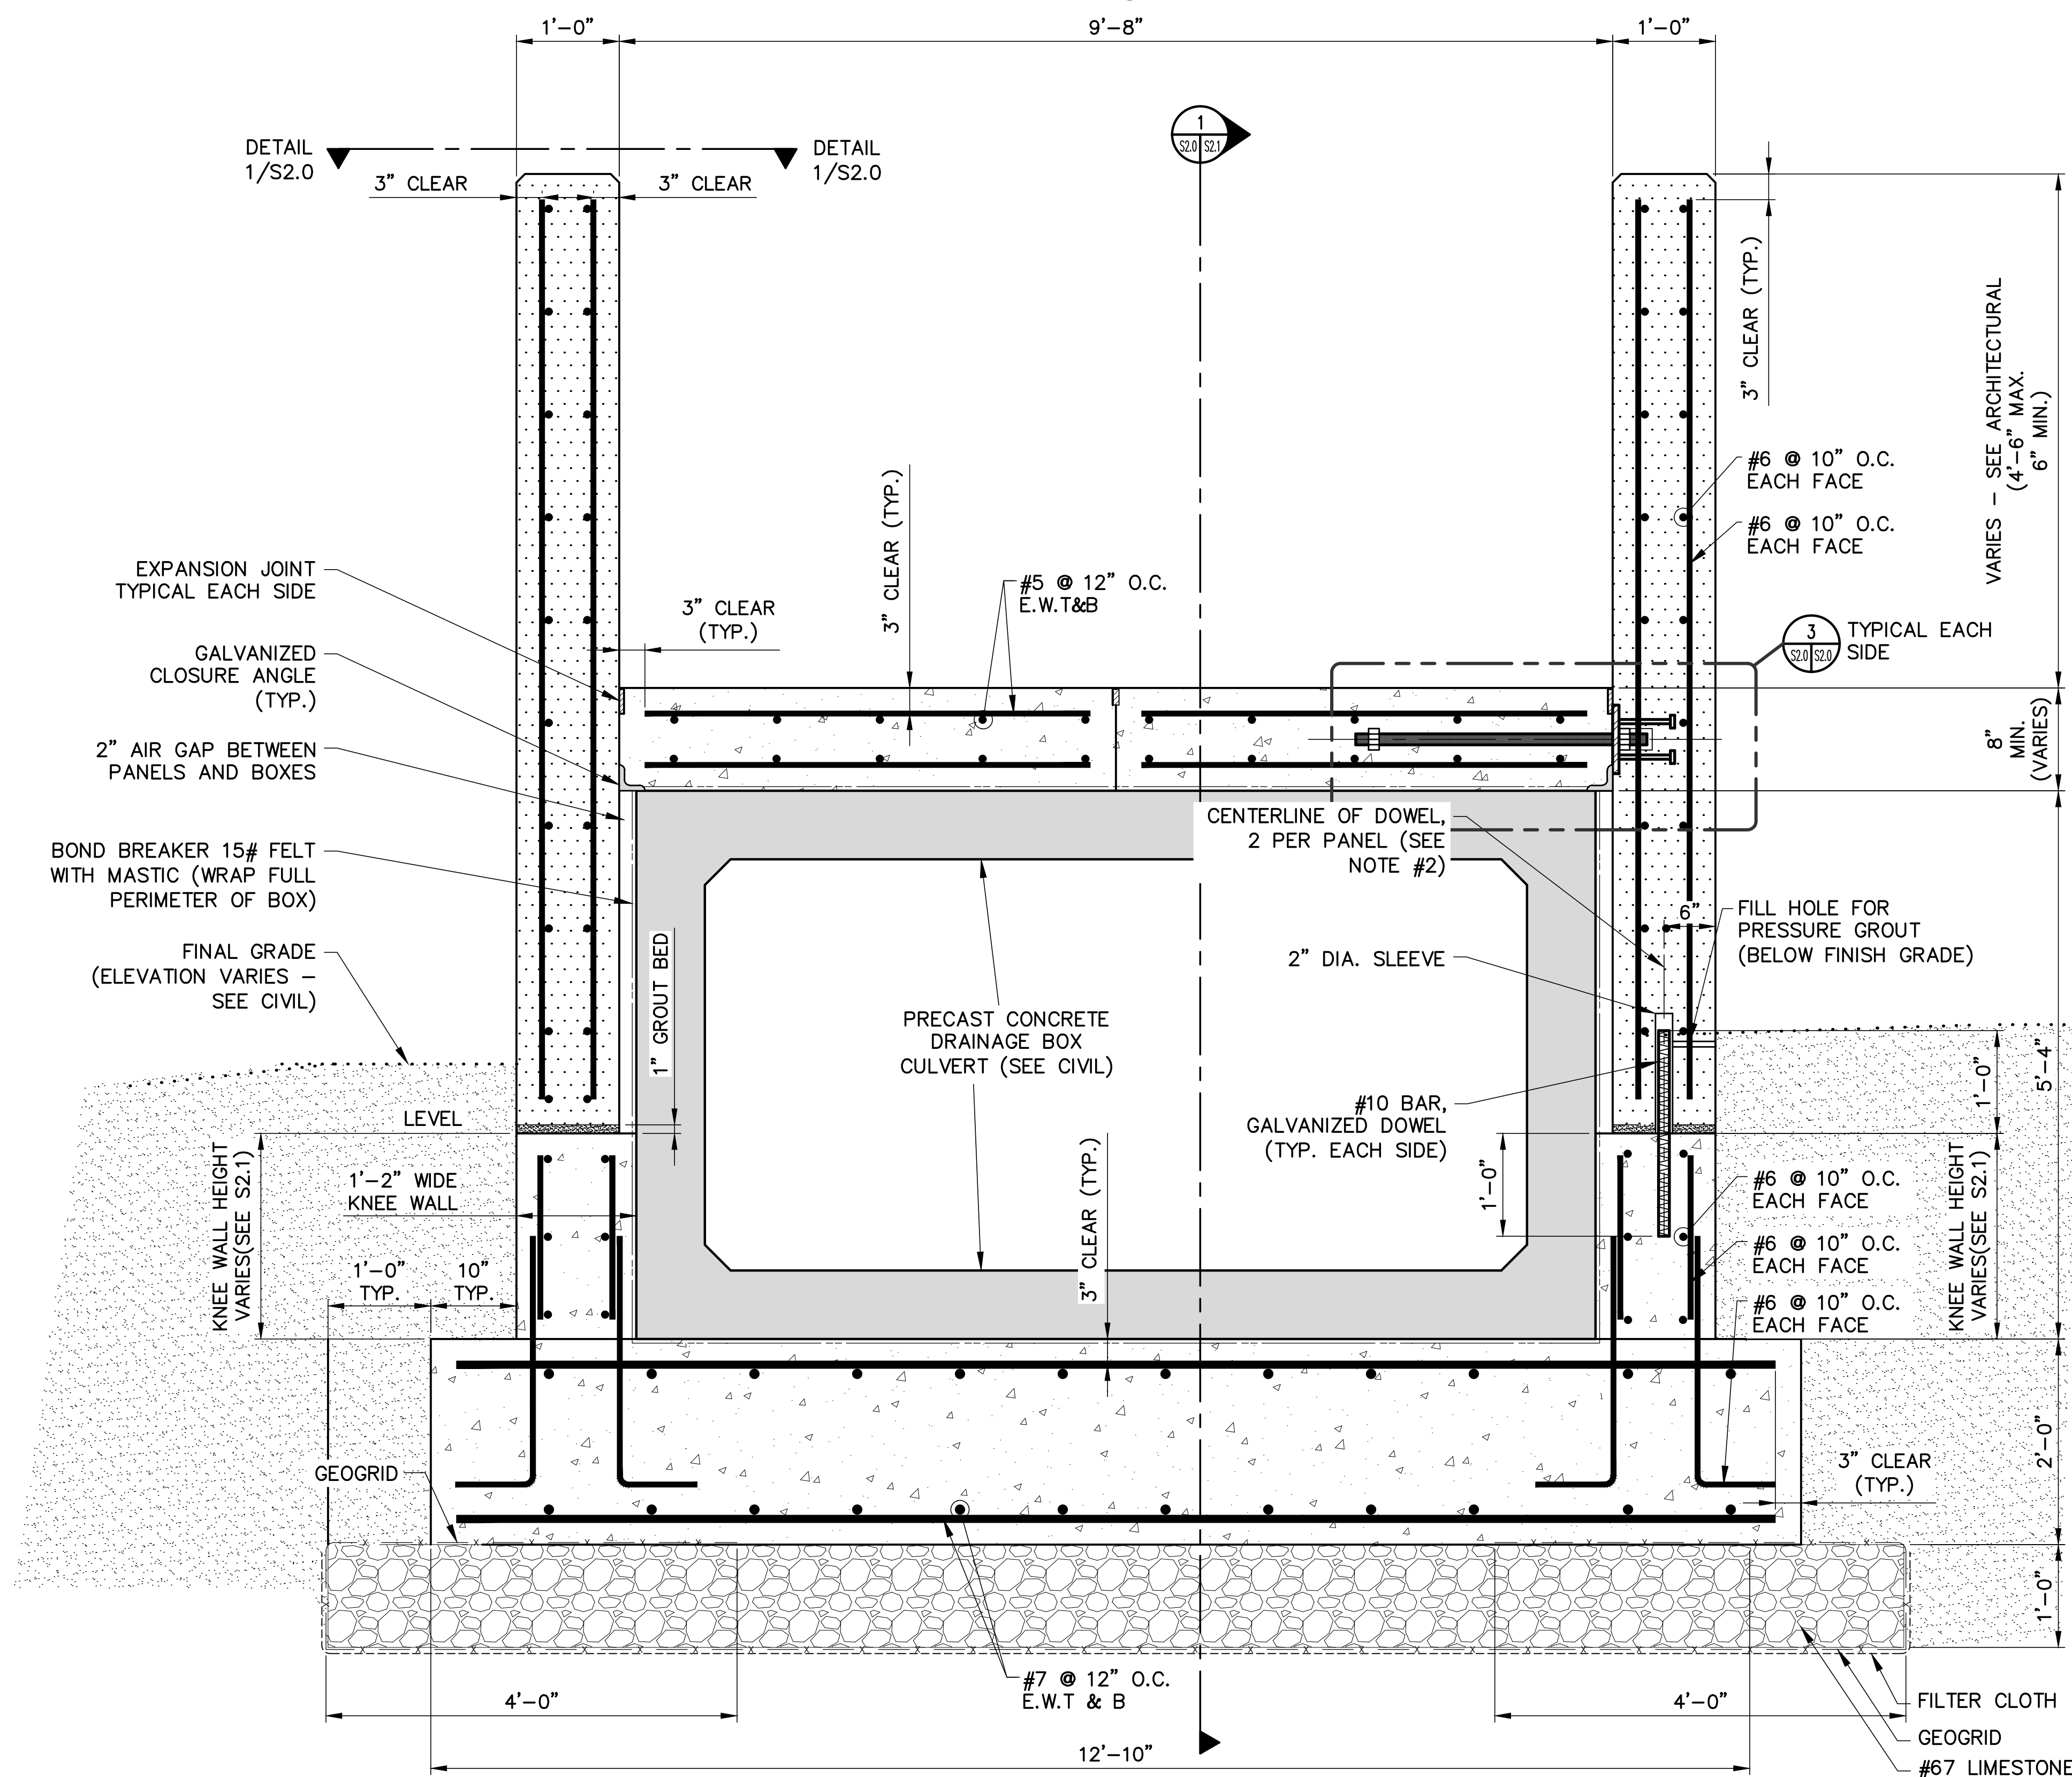 1'-0"
9'-8"
1'-0"
DETAIL
1/S2.0
DETAIL
1/S2.0
1
S2.0 S2.1
3" CLEAR
3" CLEAR
3" CLEAR (TYP.)
VARIES - SEE ARCHITECTURAL
(4'-6" MAX.
6" MIN.)
#6 @ 10" O.C.
EACH FACE
#6 @ 10" O.C.
EACH FACE
3" CLEAR (TYP.)
EXPANSION JOINT
TYPICAL EACH SIDE
#5 @ 12" O.C.
E.W.T&B
3" CLEAR
(TYP.)
3
S2.0 S2.0
TYPICAL EACH
SIDE
GALVANIZED
CLOSURE ANGLE
(TYP.)
8"
MIN.
(VARIES)
2" AIR GAP BETWEEN
PANELS AND BOXES
CENTERLINE OF DOWEL,
2 PER PANEL (SEE
NOTE #2)
BOND BREAKER 15# FELT
WITH MASTIC (WRAP FULL
PERIMETER OF BOX)
6"
FILL HOLE FOR
PRESSURE GROUT
(BELOW FINISH GRADE)
FINAL GRADE
(ELEVATION VARIES -
SEE CIVIL)
1" GROUT BED
2" DIA. SLEEVE
PRECAST CONCRETE
DRAINAGE BOX
CULVERT (SEE CIVIL)
5'-4"
1'-0"
LEVEL
#10 BAR,
GALVANIZED DOWEL
(TYP. EACH SIDE)
KNEE WALL HEIGHT
VARIES(SEE S2.1)
1'-2" WIDE
KNEE WALL
3" CLEAR (TYP.)
1'-0"
#6 @ 10" O.C.
EACH FACE
#6 @ 10" O.C.
EACH FACE
#6 @ 10" O.C.
EACH FACE
KNEE WALL HEIGHT
VARIES(SEE S2.1)
1'-0"
TYP.
10"
TYP.
GEOGRID
3" CLEAR
(TYP.)
2'-0"
1'-0"
#7 @ 12" O.C.
E.W.T & B
4'-0"
4'-0"
FILTER CLOTH
GEOGRID
#67 LIMESTONE
12'-10"